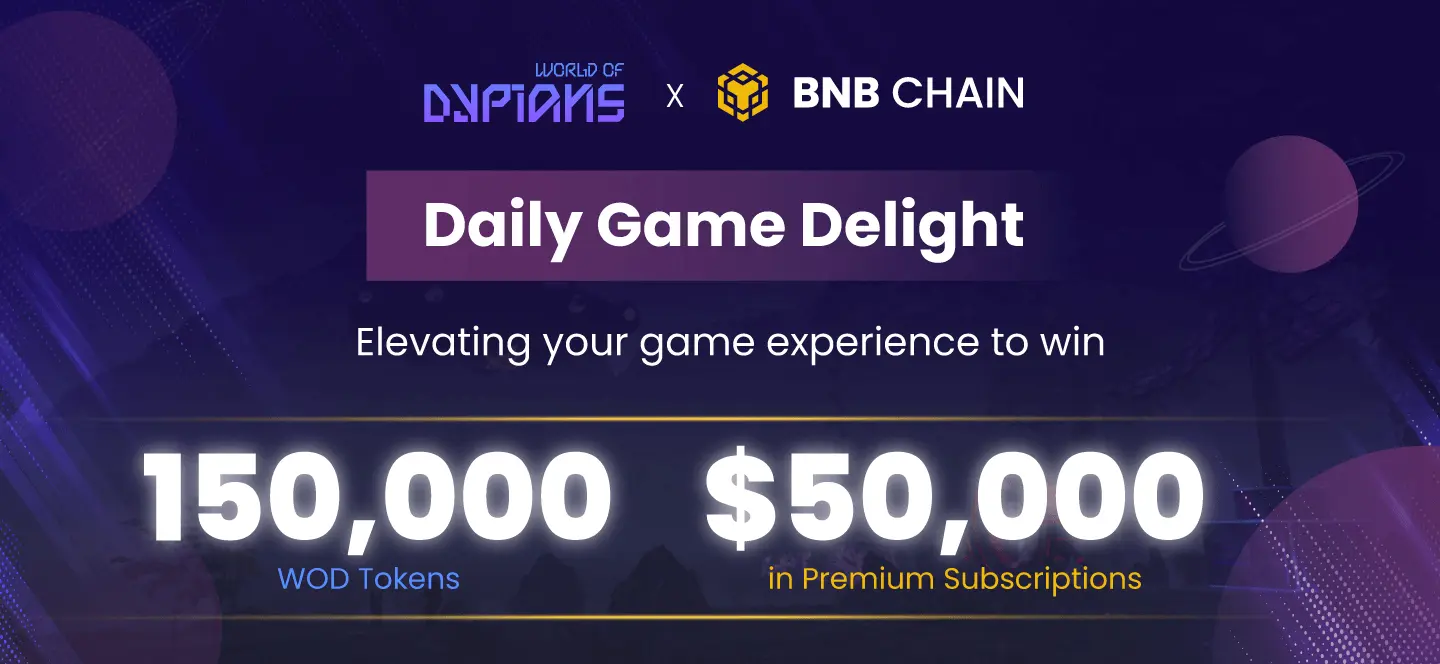 WORLD OF
DYPIANS X BNB CHAIN
Daily Game Delight
Elevating your game experience to win
150,000 $50,000
WOD Tokens in Premium Subscriptions